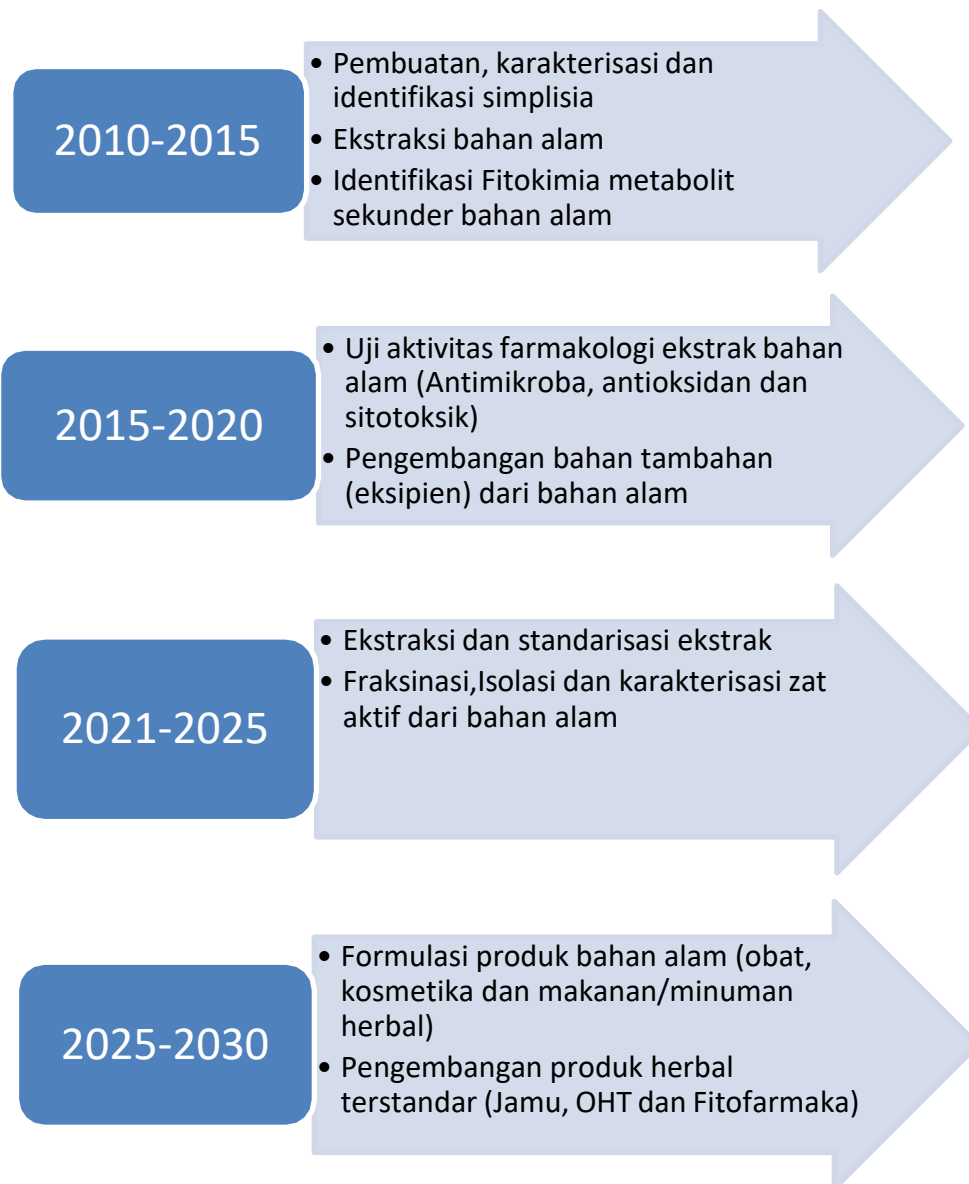 2010-2015
• Pembuatan, karakterisasi dan
identifikasi simplisia
• Ekstraksi bahan alam
• Identifikasi Fitokimia metabolit
sekunder bahan alam
2015-2020
• Uji aktivitas farmakologi ekstrak bahan
alam (Antimikroba, antioksidan dan
sitotoksik)
• Pengembangan bahan tambahan
(eksipien) dari bahan alam
2021-2025
• Ekstraksi dan standarisasi ekstrak
• Fraksinasi,Isolasi dan karakterisasi zat
aktif dari bahan alam
2025-2030
• Formulasi produk bahan alam (obat,
kosmetika dan makanan/minuman
herbal)
• Pengembangan produk herbal
terstandar (Jamu, OHT dan Fitofarmaka)